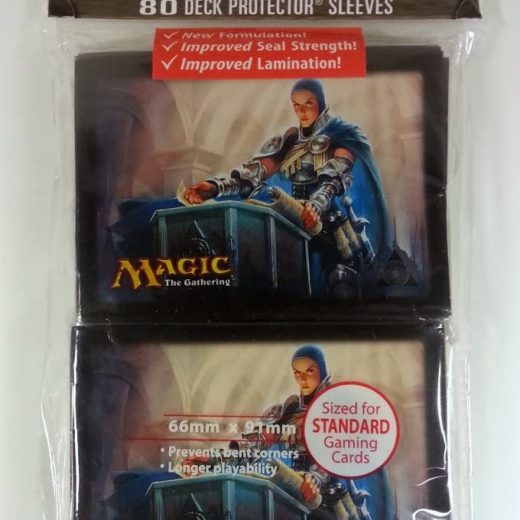 80 DECK PROTECTOR® SLEEVES
✓ New Formulation!
✓ Improved Seal Strength!
✓ Improved Lamination!
MAGIC
The Gathering®
66mm x 91mm
• Prevents bent corners
• Longer playability
Sized for
STANDARD
Gaming
Cards